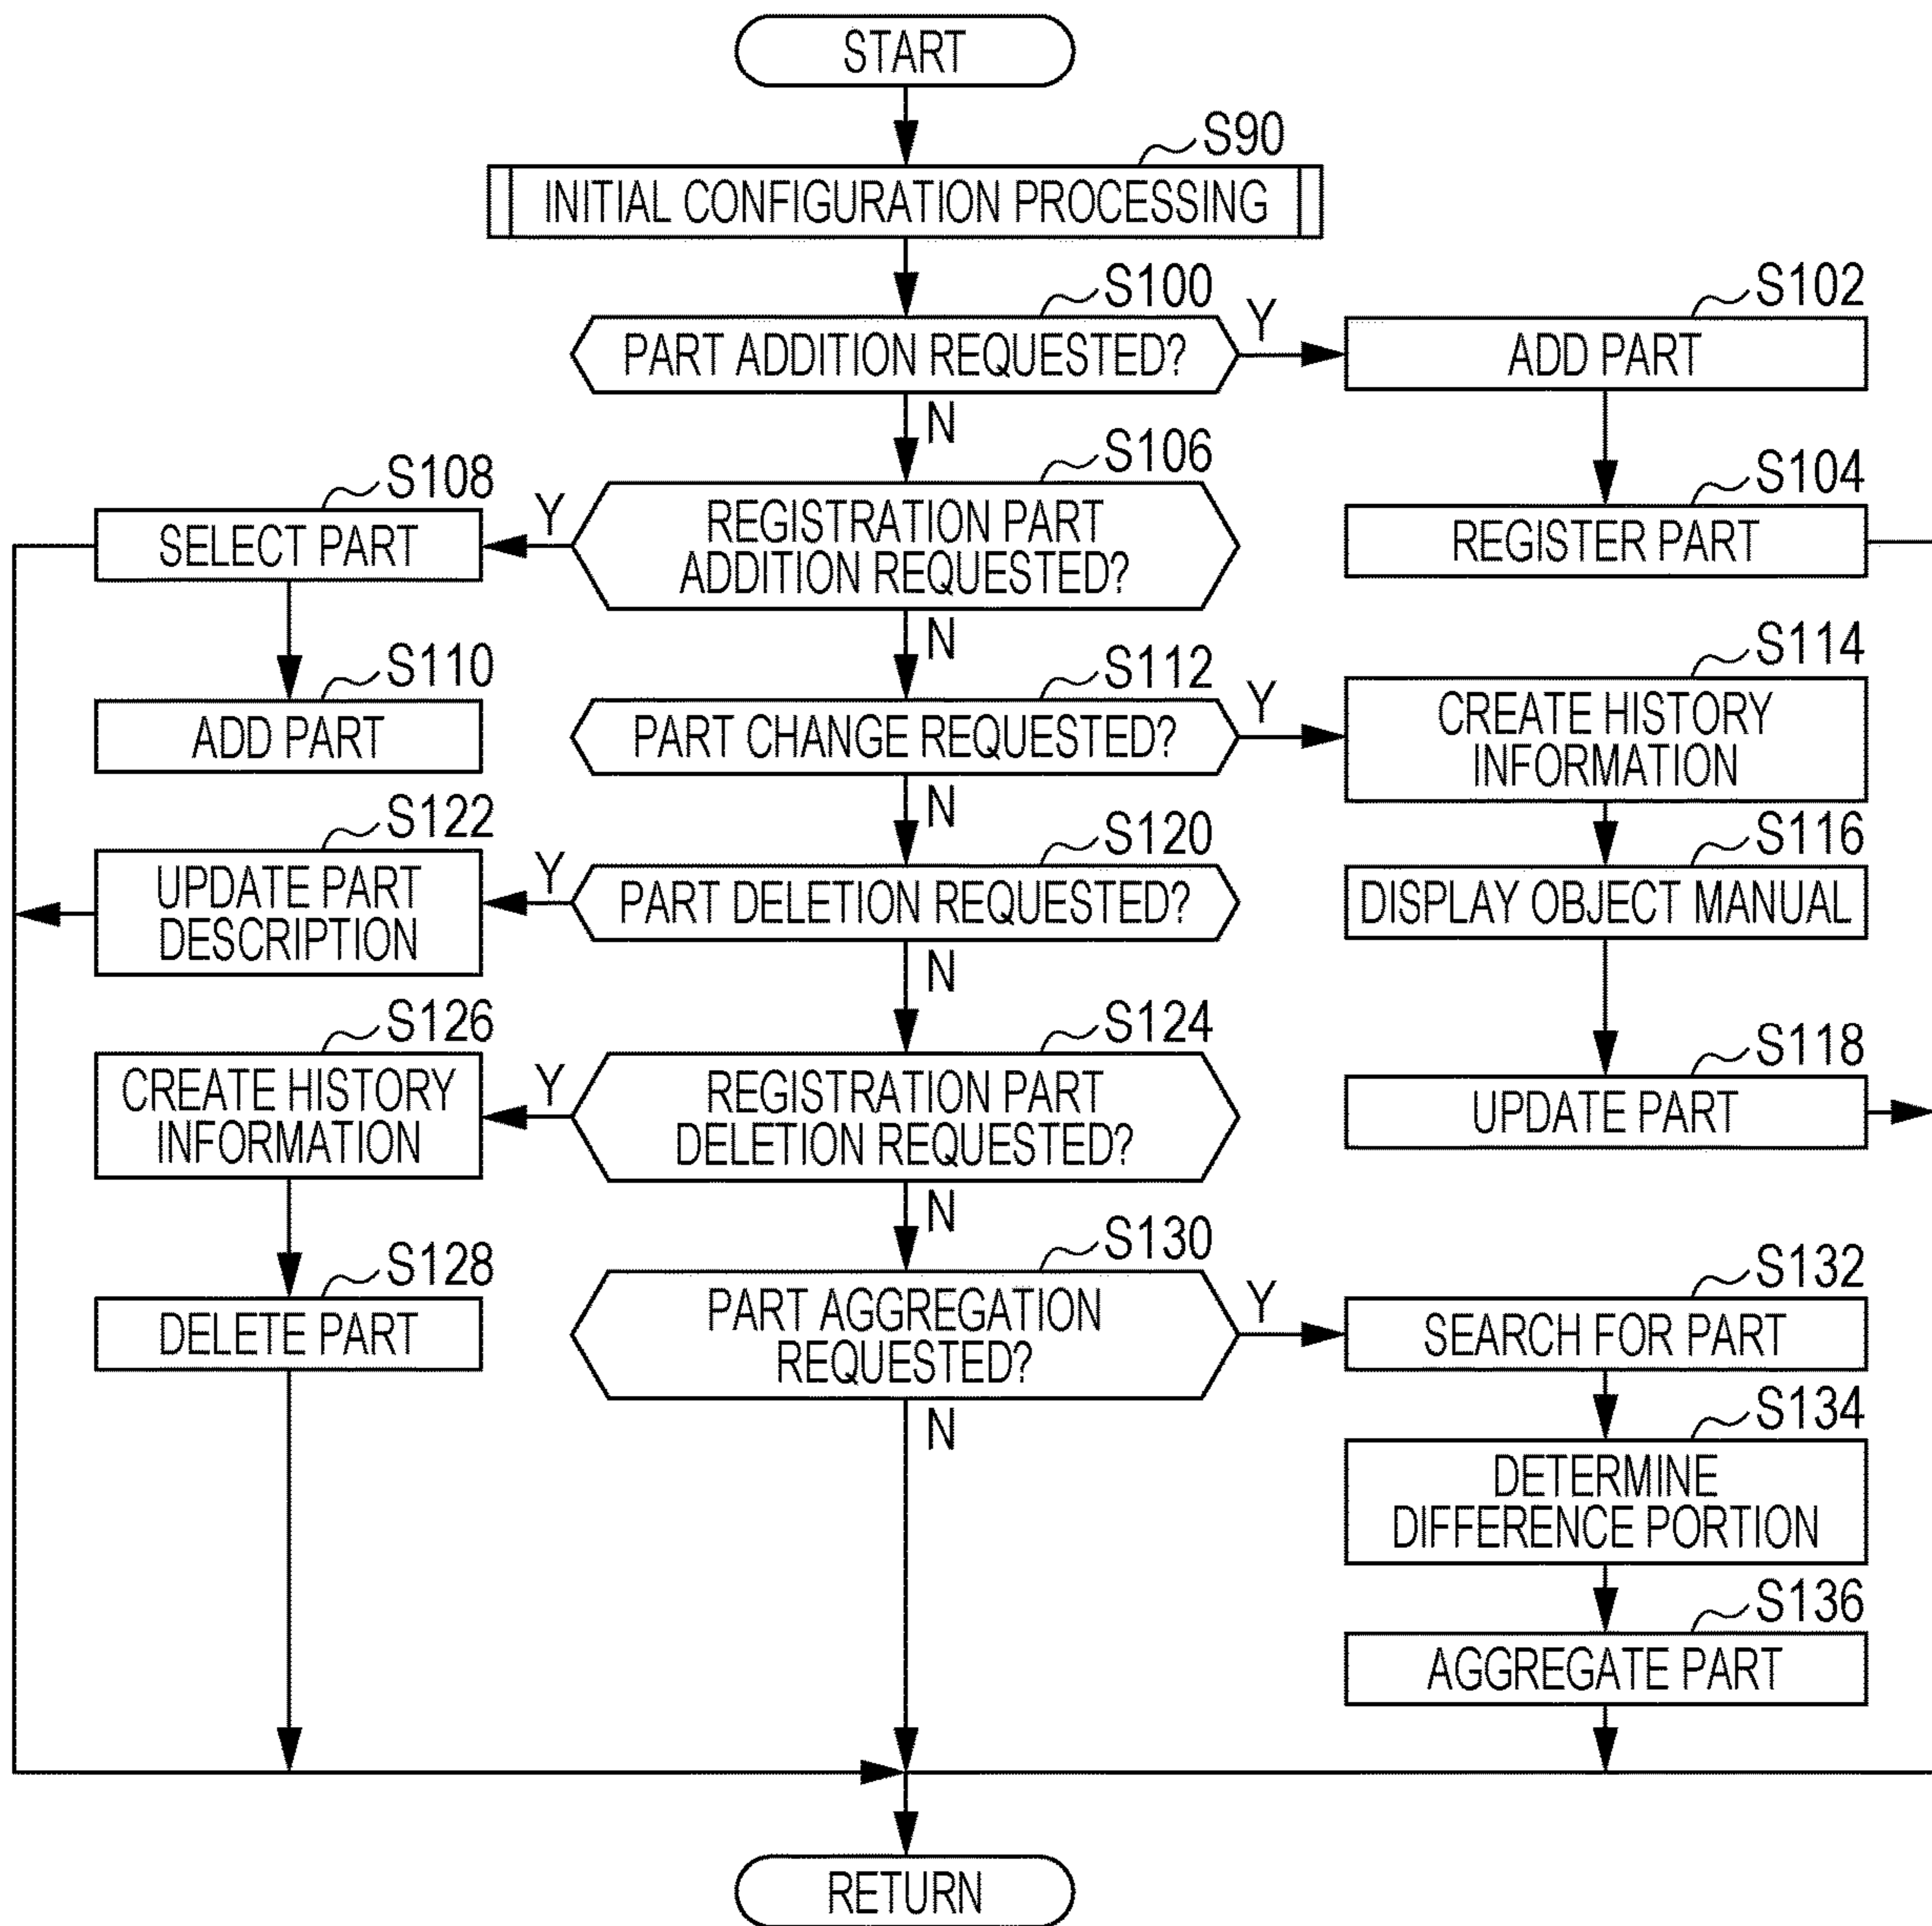 START
S90
INITIAL CONFIGURATION PROCESSING
S100
PART ADDITION REQUESTED?
Y
N
S102
ADD PART
S104
REGISTER PART
S106
REGISTRATION PART
ADDITION REQUESTED?
Y
N
S108
SELECT PART
S110
ADD PART
S112
PART CHANGE REQUESTED?
Y
N
S114
CREATE HISTORY
INFORMATION
S116
DISPLAY OBJECT MANUAL
S118
UPDATE PART
S120
PART DELETION REQUESTED?
Y
N
S122
UPDATE PART
DESCRIPTION
S124
REGISTRATION PART
DELETION REQUESTED?
Y
N
S126
CREATE HISTORY
INFORMATION
S128
DELETE PART
S130
PART AGGREGATION
REQUESTED?
Y
N
S132
SEARCH FOR PART
S134
DETERMINE
DIFFERENCE PORTION
S136
AGGREGATE PART
RETURN